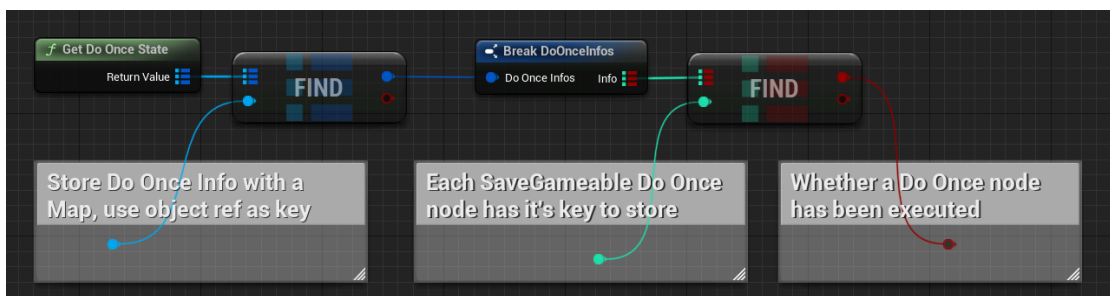 f Get Do Once State
Return Value
FIND
Break DoOnceInfos
Do Once Infos Info
FIND
Store Do Once Info with a
Map, use object ref as key
Each SaveGameable Do Once
node has it's key to store
Whether a Do Once node
has been executed